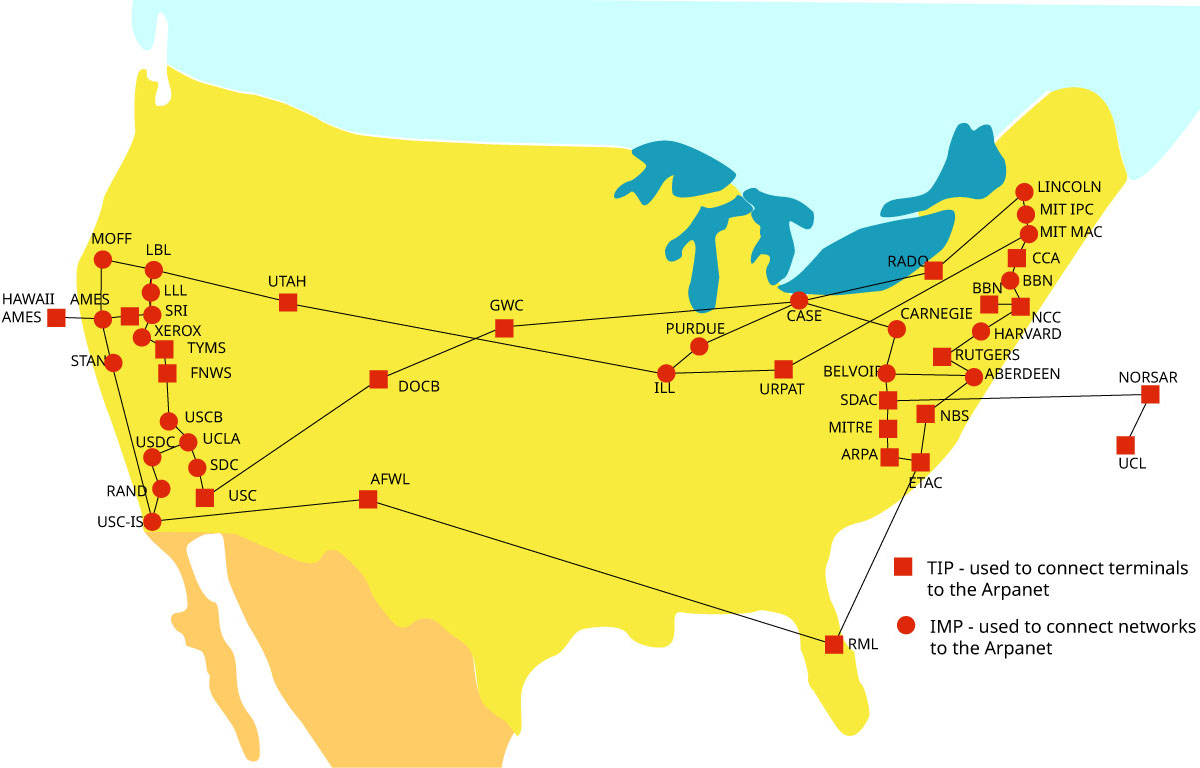 LINCOLN
MIT IPC
MIT MAC
MOFF
LBL
CCA
RADO
UTAH
BBN
BBN
HAWAII
AMES
LLL
AMES
SRI
GWC
CASE
CARNEGIE
NCC
XEROX
PURDUE
HARVARD
TYMS
STAN
RUTGERS
FNWS
DOCB
ILL
URPAT
BELVOIR
ABERDEEN
NORSAR
SDAC
USCB
NBS
MITRE
USDC
UCLA
ARPA
SDC
UCL
RAND
USC
AFWL
ETAC
USC-IS
TIP - used to connect terminals
to the Arpanet
IMP - used to connect networks
to the Arpanet
RML